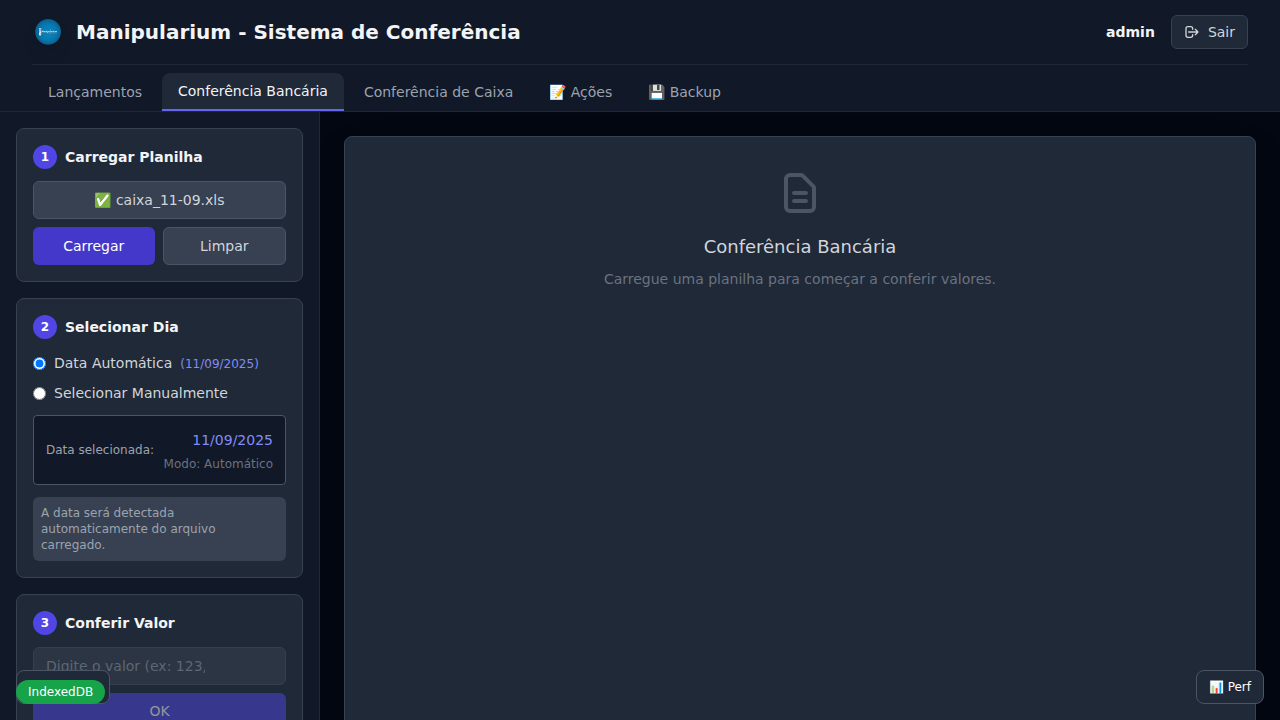 Manipularium - Sistema de Conferência
admin
Sair
Lançamentos
Conferência Bancária
Conferência de Caixa
📝 Ações
💾 Backup
1 Carregar Planilha
✅ caixa_11-09.xls
Carregar
Limpar
2 Selecionar Dia
Data Automática (11/09/2025)
Selecionar Manualmente
Data selecionada:
11/09/2025
Modo: Automático
A data será detectada
automaticamente do arquivo
carregado.
3 Conferir Valor
Digite o valor (ex: 123,
OK
IndexedDB
Conferência Bancária
Carregue uma planilha para começar a conferir valores.
📊 Perf